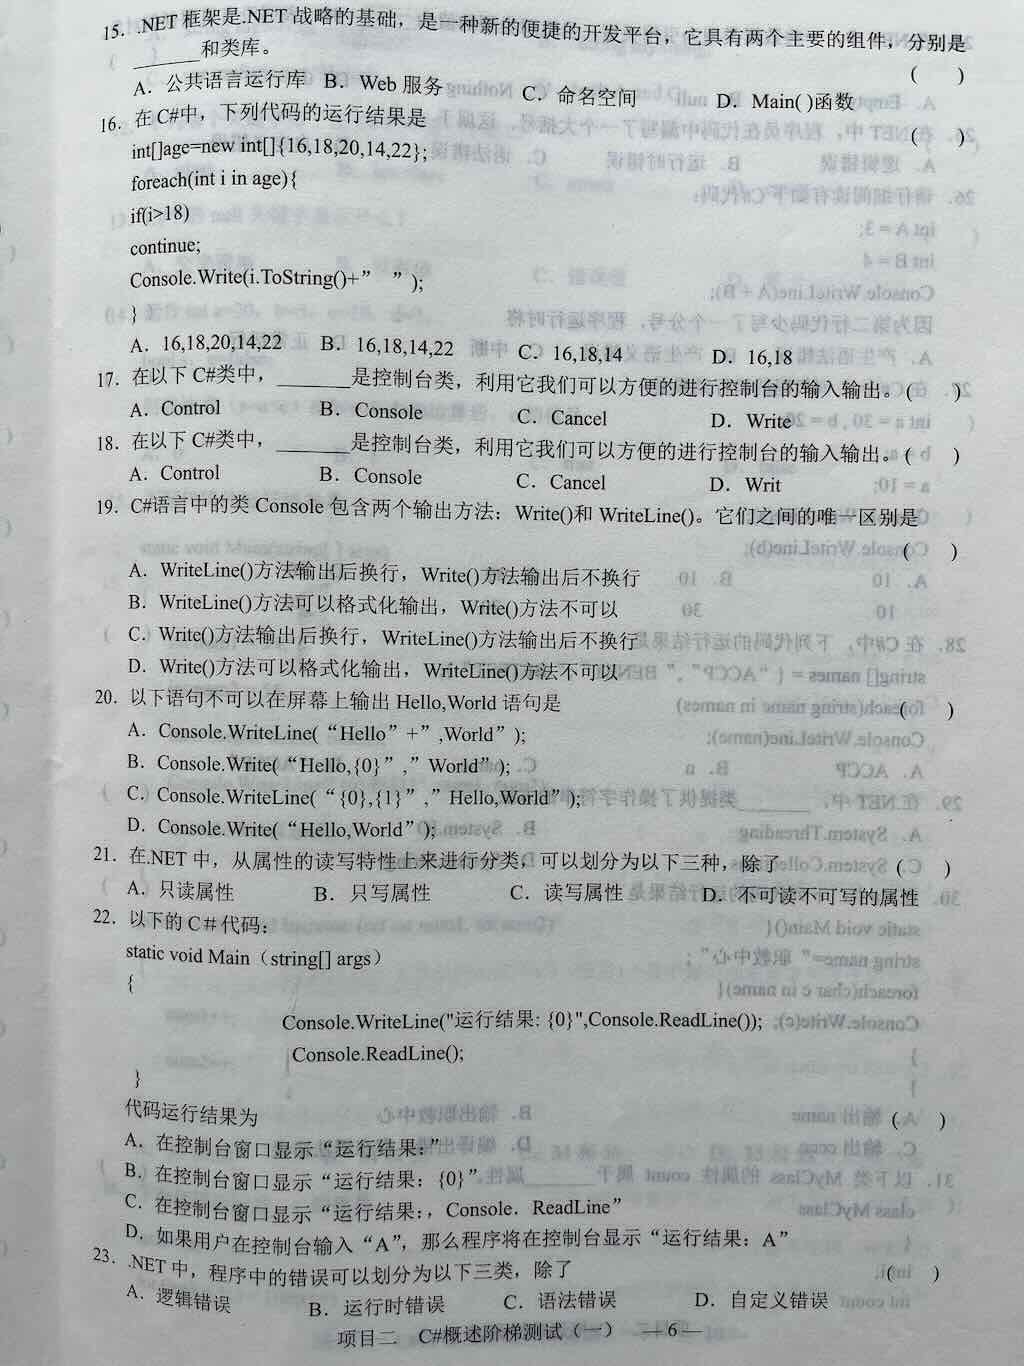 15. .NET 框架是.NET 战略的基础，是一种新的便捷的开发平台，它具有两个主要的组件，分别是
______和类库。 (    )
A．公共语言运行库 B．Web 服务 C．命名空间 D．Main( )函数
16. 在 C#中，下列代码的运行结果是 (    )
int[]age=new int[]{16,18,20,14,22};
foreach(int i in age){
if(i>18)
continue;
Console.Write(i.ToString()+” ”);
}
A．16,18,20,14,22 B．16,18,14,22 C．16,18,14 D．16,18
17. 在以下 C#类中，______是控制台类，利用它我们可以方便的进行控制台的输入输出。(    )
A．Control B．Console C．Cancel D．Write
18. 在以下 C#类中，______是控制台类，利用它我们可以方便的进行控制台的输入输出。(    )
A．Control B．Console C．Cancel D．Writ
19. C#语言中的类 Console 包含两个输出方法：Write()和 WriteLine()。它们之间的唯一区别是
(    )
A．WriteLine()方法输出后换行，Write()方法输出后不换行
B．WriteLine()方法可以格式化输出，Write()方法不可以
C．Write()方法输出后换行，WriteLine()方法输出后不换行
D．Write()方法可以格式化输出，WriteLine()方法不可以
20. 以下语句不可以在屏幕上输出 Hello,World 语句是 (    )
A．Console.WriteLine(“Hello”+”,World”);
B．Console.Write(“Hello,{0}”,”World”);
C．Console.WriteLine(“{0},{1}”,”Hello,World”);
D．Console.Write(“Hello,World”);
21. 在.NET 中，从属性的读写特性上来进行分类，可以划分为以下三种，除了 (    )
A．只读属性 B．只写属性 C．读写属性 D．不可读不可写的属性
22. 以下的 C＃代码：
static void Main（string[] args）
{
Console.WriteLine("运行结果: {0}",Console.ReadLine());
Console.ReadLine();
}
代码运行结果为 (    )
A．在控制台窗口显示“运行结果:”
B．在控制台窗口显示“运行结果：{0}”
C．在控制台窗口显示“运行结果:，Console．ReadLine”
D．如果用户在控制台输入“A”，那么程序将在控制台显示“运行结果：A”
23. .NET 中，程序中的错误可以划分为以下三类，除了 (    )
A．逻辑错误 B．运行时错误 C．语法错误 D．自定义错误
项目二 C#概述阶梯测试（一） —6—